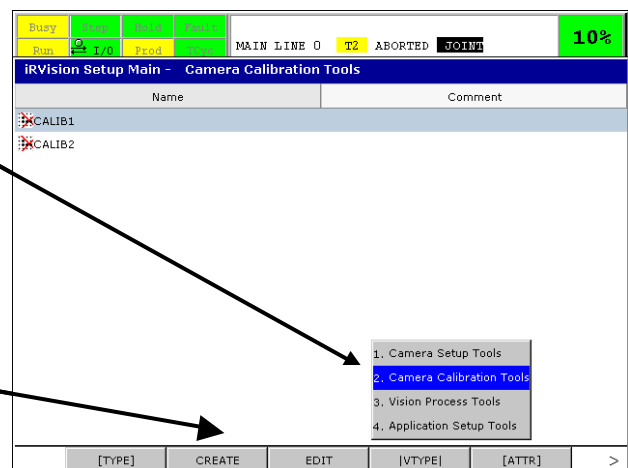 Busy Step Hold Fault
Run I/O Prod TCyc
MAIN LINE 0 T2 ABORTED JOINT
10%
iRVision Setup Main - Camera Calibration Tools
Name Comment
CALIB1
CALIB2
1. Camera Setup Tools
2. Camera Calibration Tools
3. Vision Process Tools
4. Application Setup Tools
[TYPE] CREATE EDIT |VTYPE| [ATTR] >